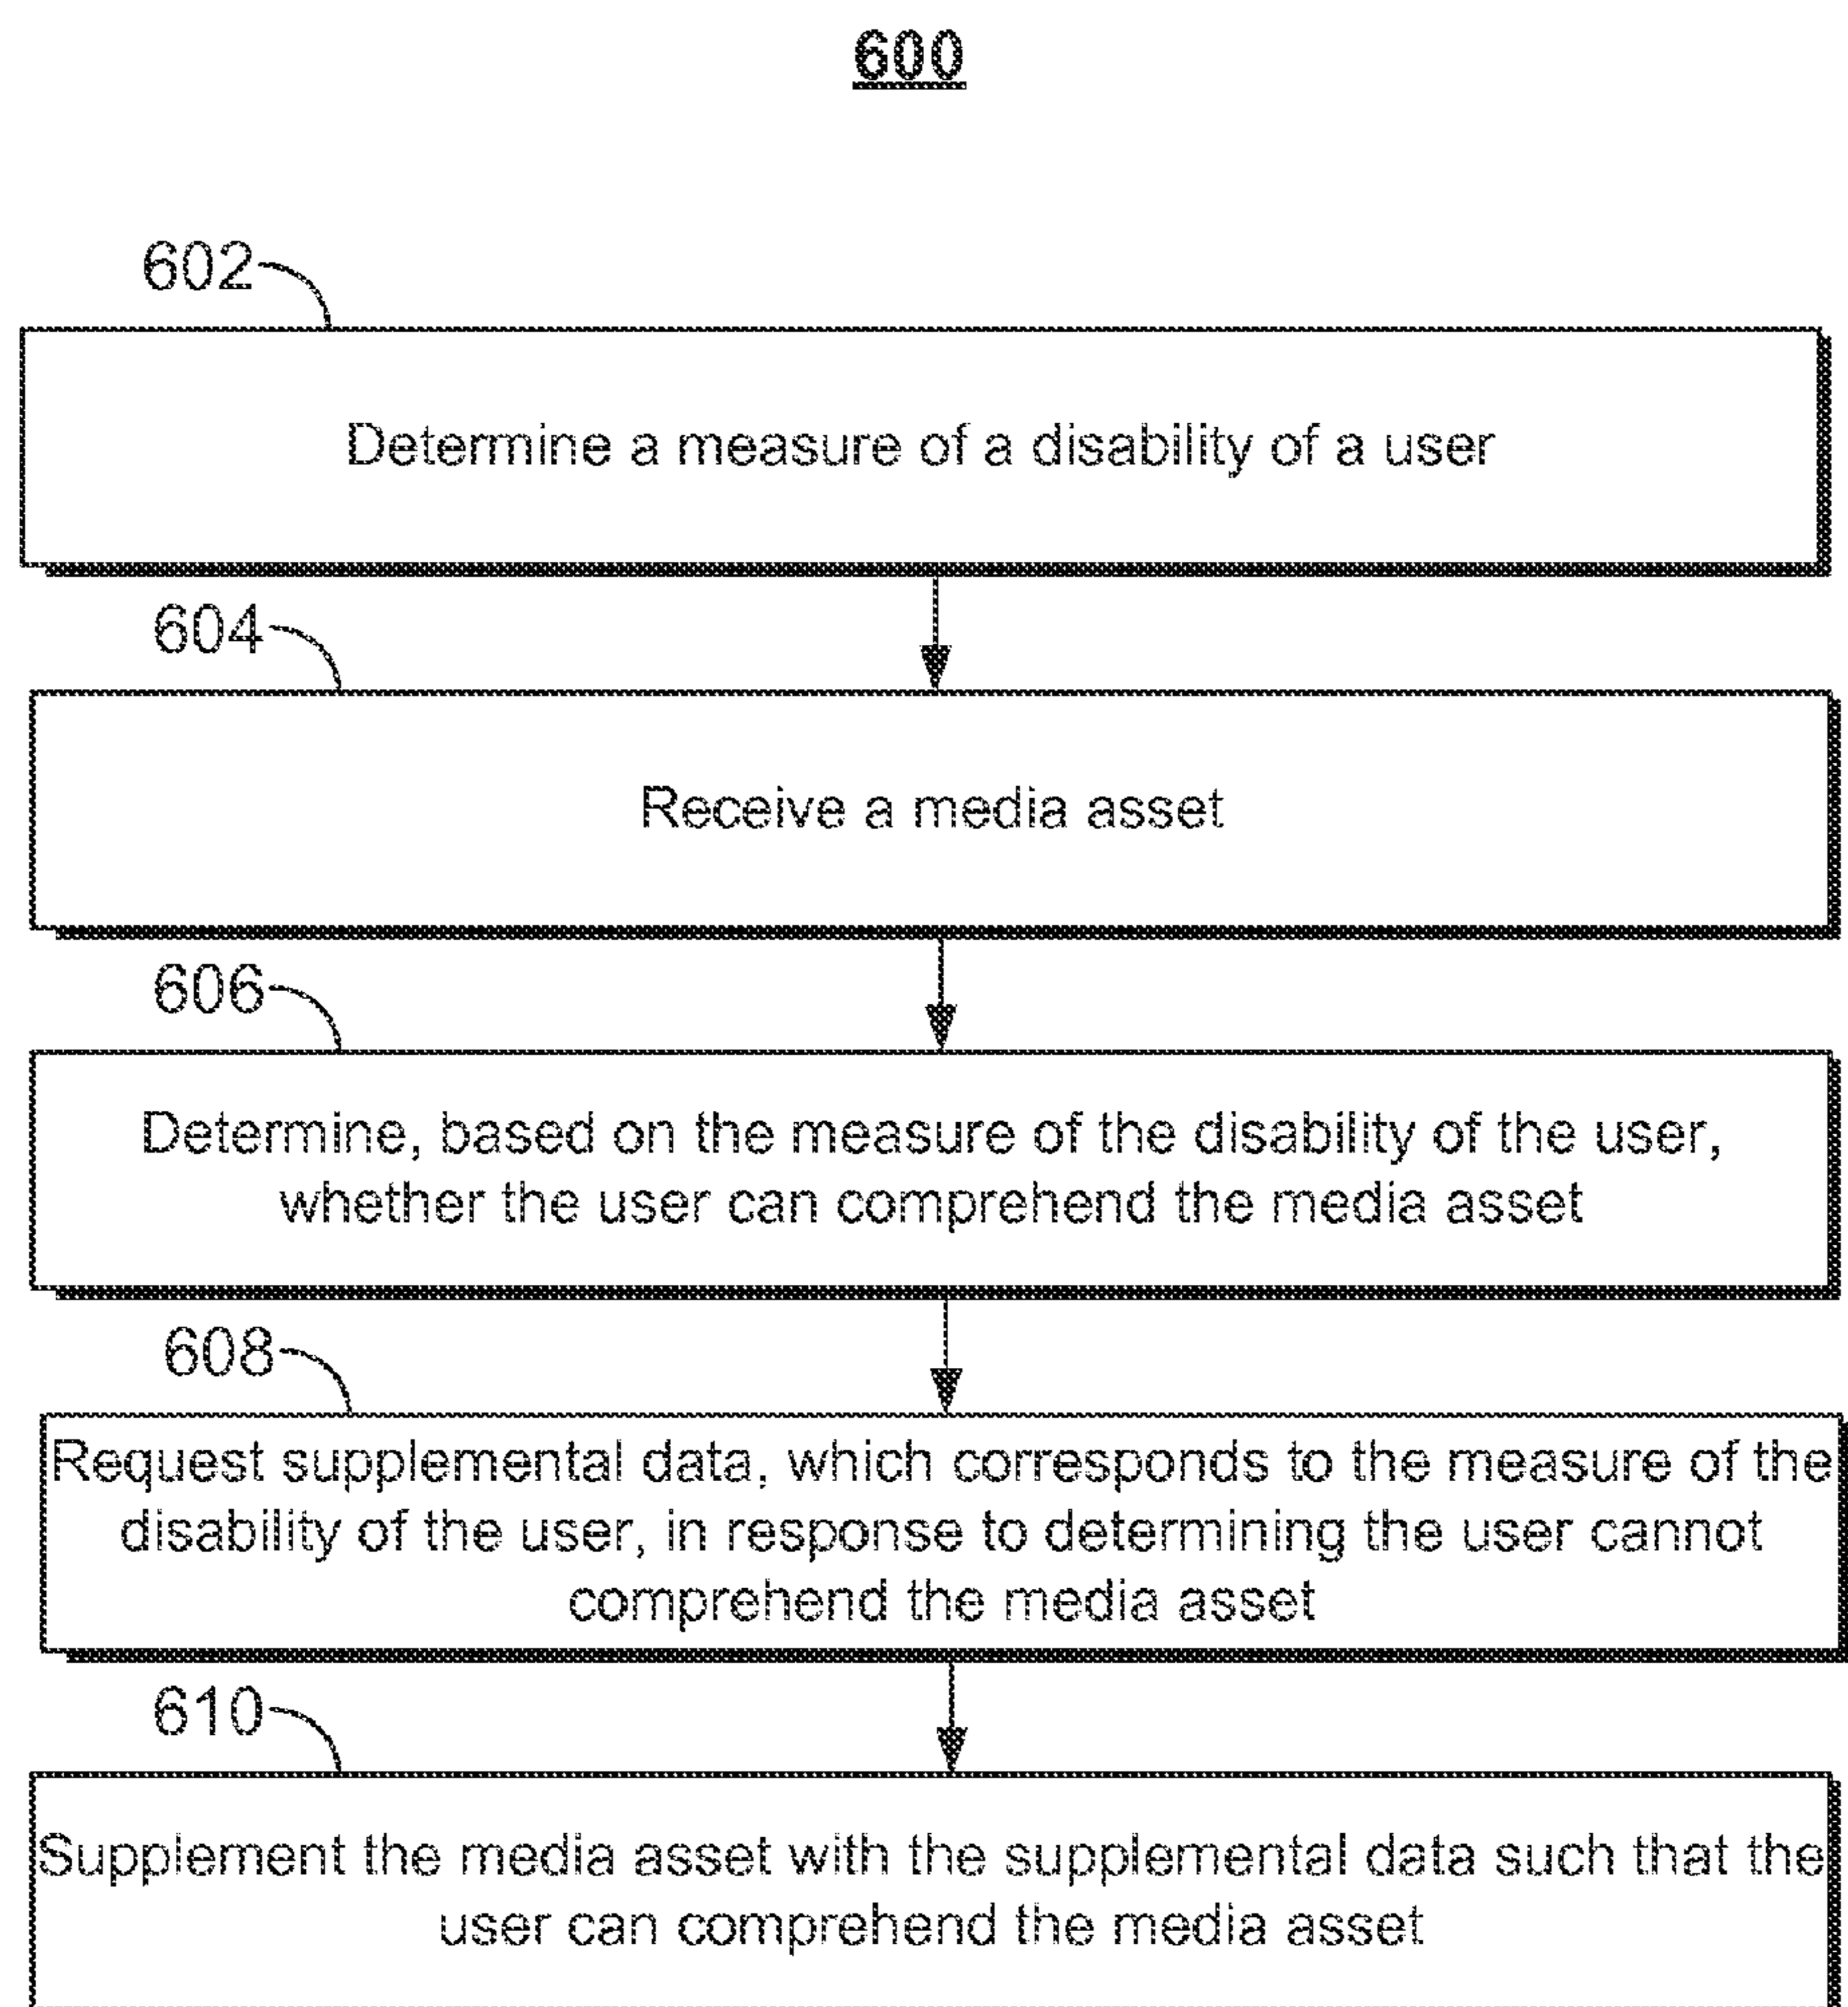 600
602
Determine a measure of a disability of a user
604
Receive a media asset
606
Determine, based on the measure of the disability of the user,
whether the user can comprehend the media asset
608
Request supplemental data, which corresponds to the measure of the
disability of the user, in response to determining the user cannot
comprehend the media asset
610
Supplement the media asset with the supplemental data such that the
user can comprehend the media asset